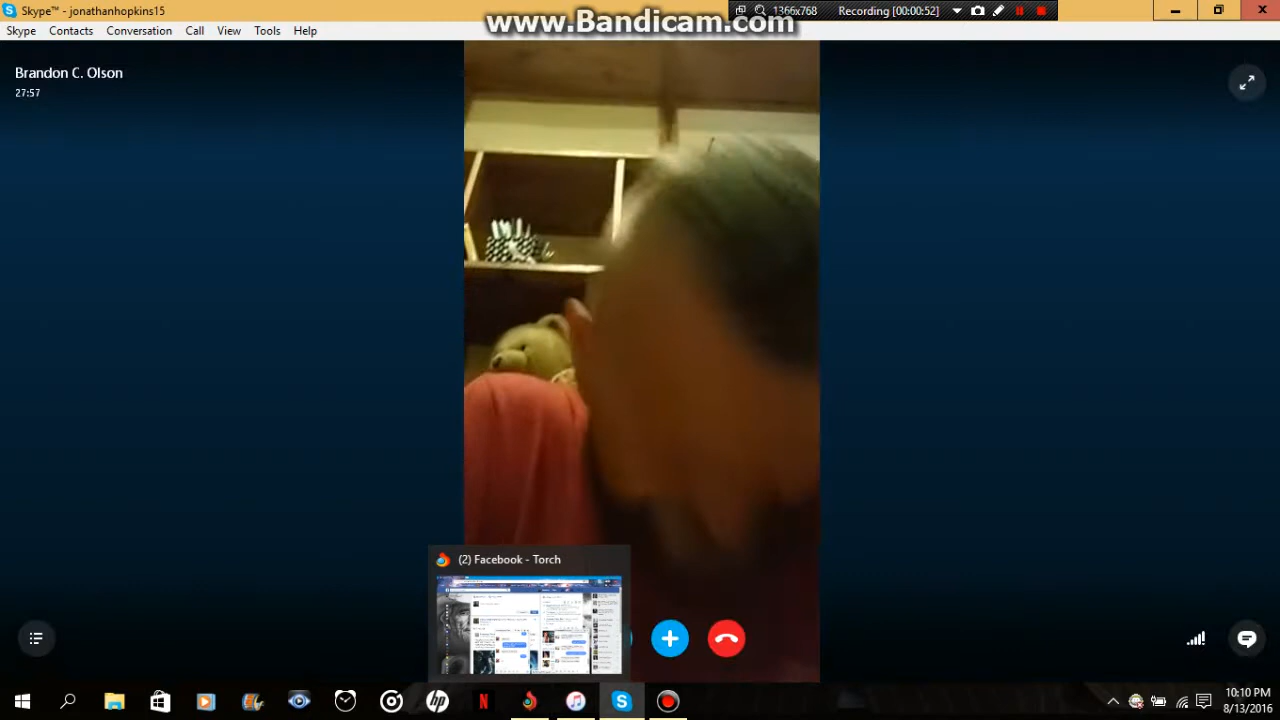 Skype™ - jonathanhopkins15
www.Bandicam.com
1366x768
Recording [00:00:52]
Skype Contacts Conversation Call View Tools Help
Brandon C. Olson
27:57
(2) Facebook - Torch
10:10 PM
8/13/2016